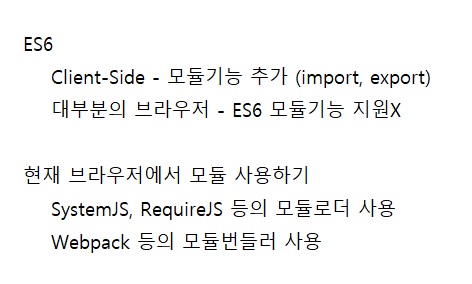 ES6
Client-Side - 모듈기능 추가 (import, export)
대부분의 브라우저 - ES6 모듈기능 지원X
현재 브라우저에서 모듈 사용하기
SystemJS, RequireJS 등의 모듈로더 사용
Webpack 등의 모듈번들러 사용